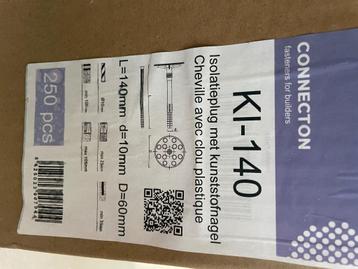 CONNECTON
fasteners for builders
KI-140
Isolatieplug met kunststofnagel
Cheville avec clou plastique
L=140mm d=10mm D=60mm
250 pcs